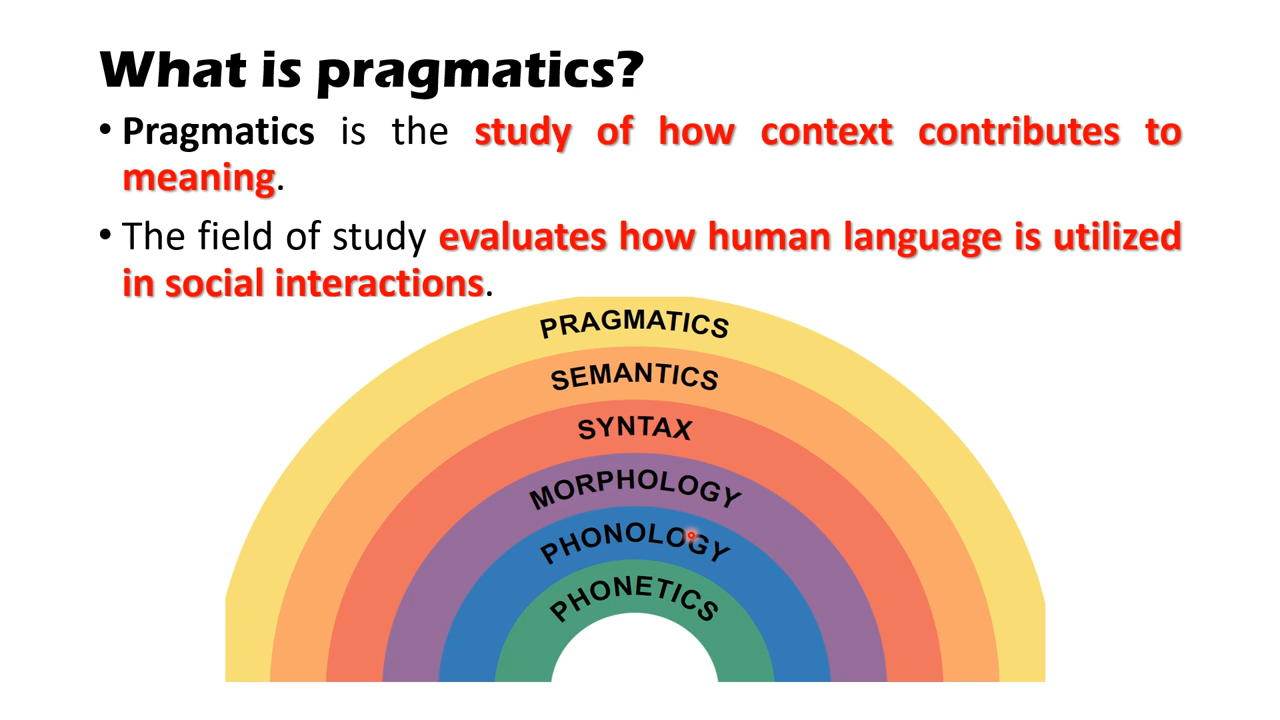 What is pragmatics?
• Pragmatics is the study of how context contributes to
meaning.
• The field of study evaluates how human language is utilized
in social interactions.
PRAGMATICS
SEMANTICS
SYNTAX
MORPHOLOGY
PHONOLOGY
PHONETICS